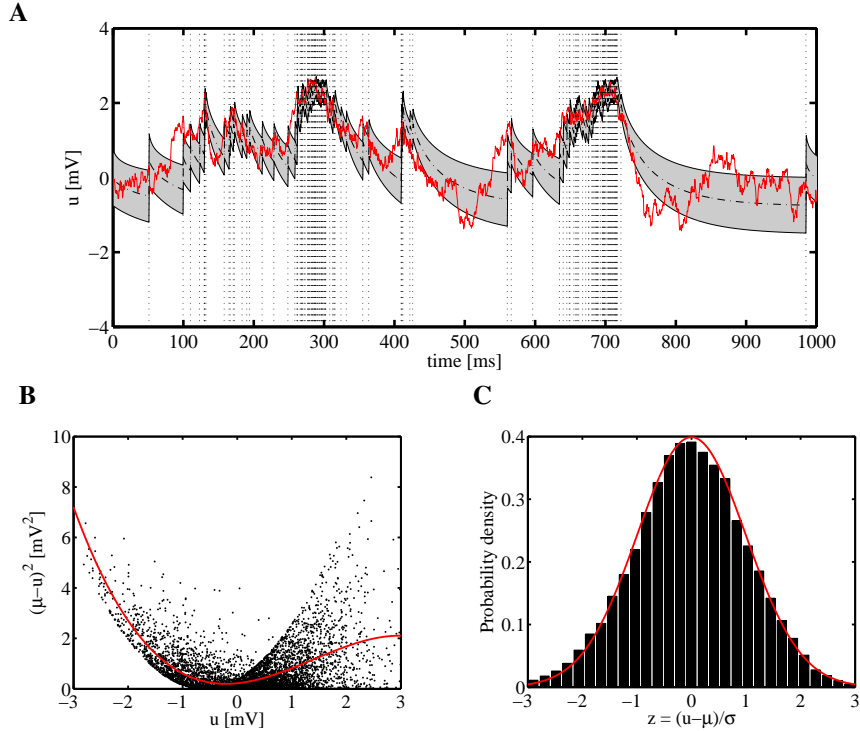 A
4
2
0
−2
−4
u [mV]
0 100 200 300 400 500 600 700 800 900 1000
time [ms]
B
10
8
6
4
2
0
(μ−u)² [mV²]
−3 −2 −1 0 1 2 3
u [mV]
C
0.4
0.3
0.2
0.1
0
Probability density
−3 −2 −1 0 1 2 3
z = (u−μ)/σ